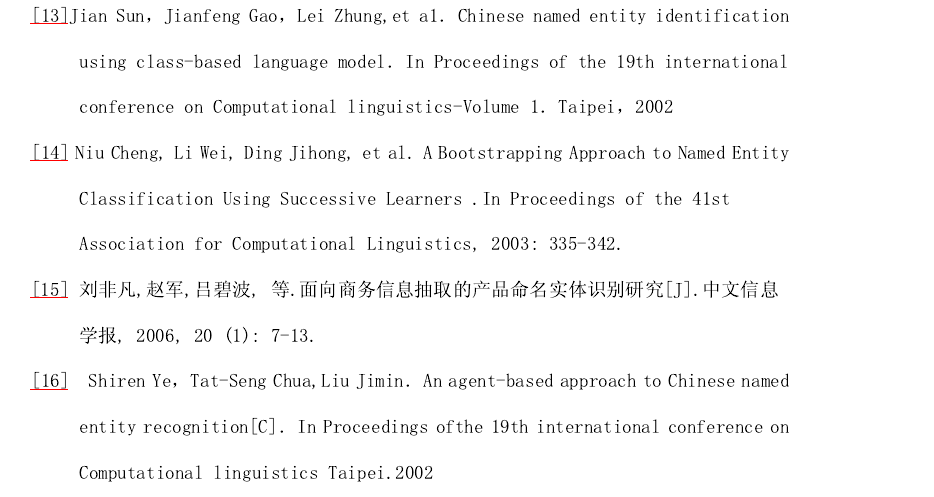 [13]Jian Sun，Jianfeng Gao，Lei Zhung,et a1. Chinese named entity identification
using class-based language model. In Proceedings of the 19th international
conference on Computational linguistics-Volume 1. Taipei，2002
[14] Niu Cheng, Li Wei, Ding Jihong, et al. A Bootstrapping Approach to Named Entity
Classification Using Successive Learners .In Proceedings of the 41st
Association for Computational Linguistics, 2003: 335-342.
[15] 刘非凡,赵军,吕碧波, 等.面向商务信息抽取的产品命名实体识别研究[J].中文信息
学报, 2006, 20 (1): 7-13.
[16] Shiren Ye，Tat-Seng Chua,Liu Jimin. An agent-based approach to Chinese named
entity recognition[C]. In Proceedings ofthe 19th international conference on
Computational linguistics Taipei.2002